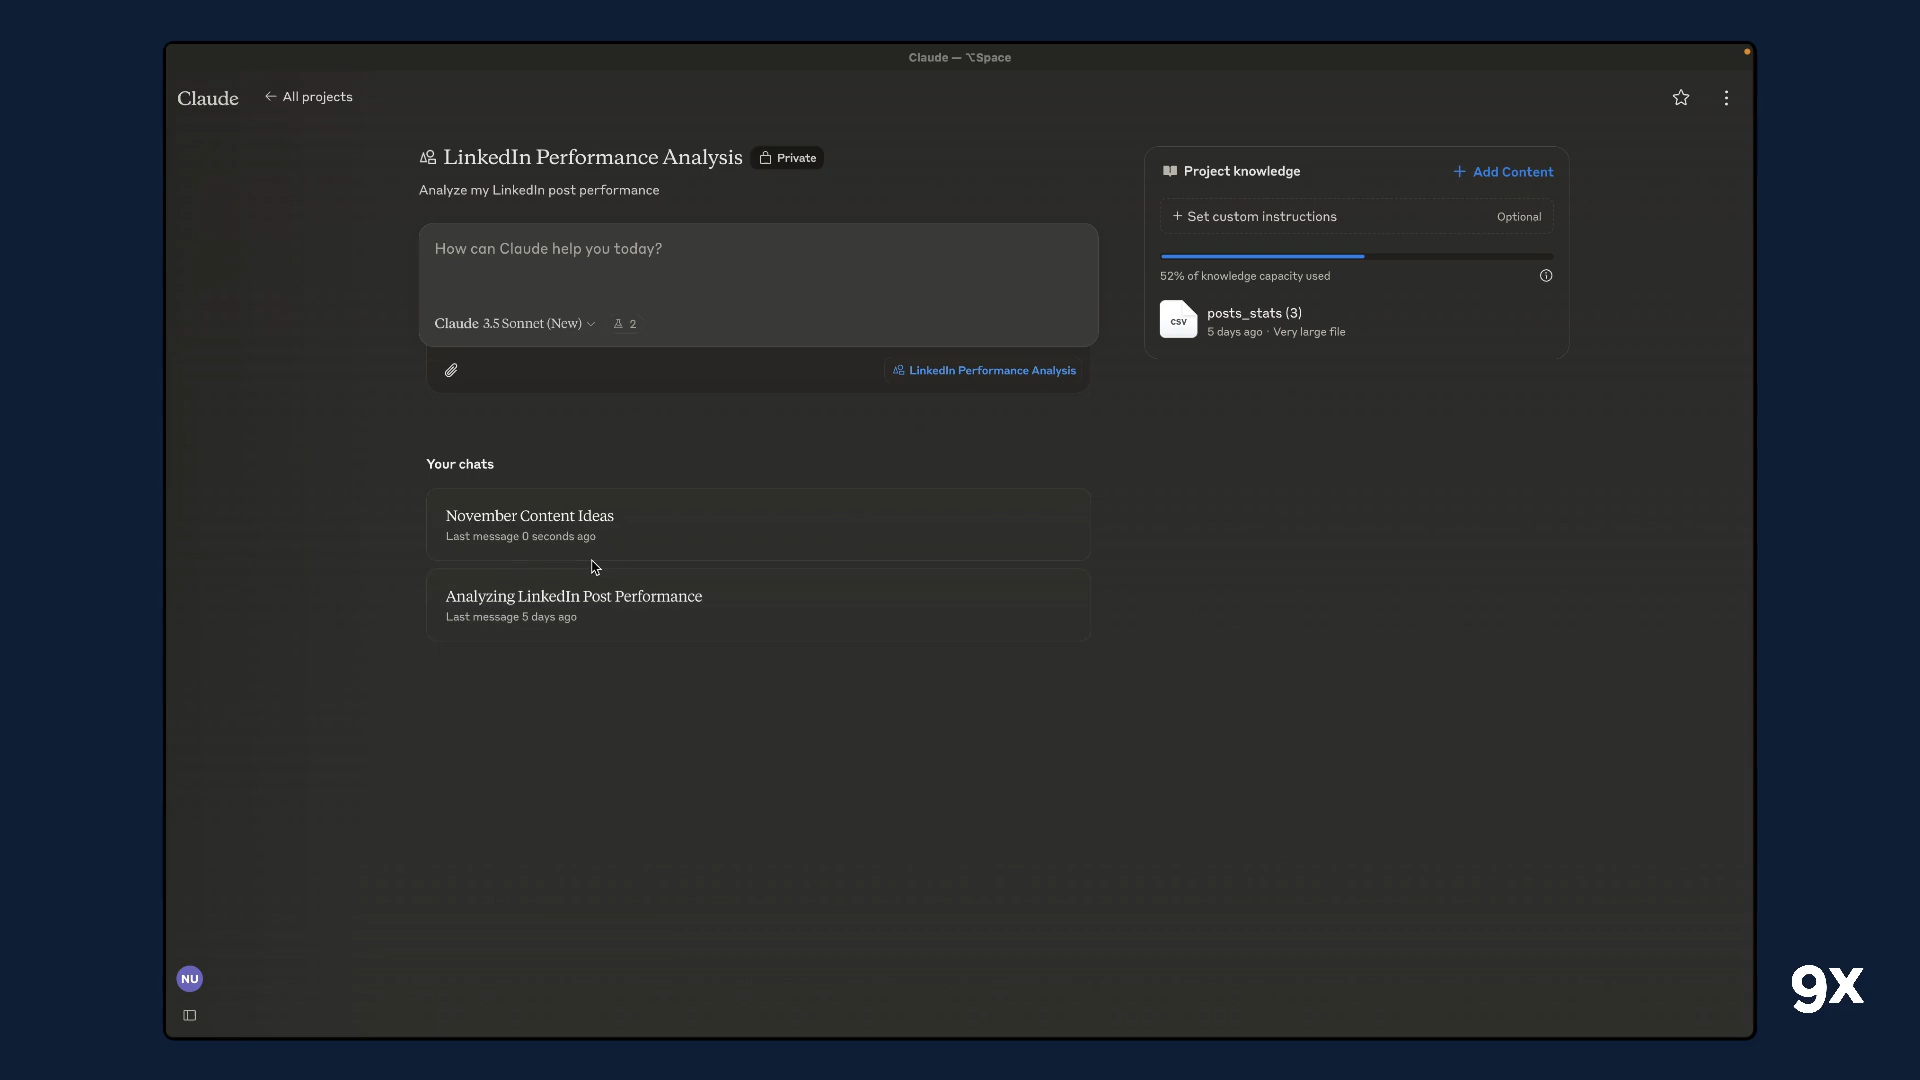 Claude — ⌥Space
Claude
← All projects
LinkedIn Performance Analysis
Private
Analyze my LinkedIn post performance
How can Claude help you today?
Claude 3.5 Sonnet (New)
2
LinkedIn Performance Analysis
Project knowledge
+ Add Content
+ Set custom instructions
Optional
52% of knowledge capacity used
CSV
posts_stats (3)
5 days ago · Very large file
Your chats
November Content Ideas
Last message 0 seconds ago
Analyzing LinkedIn Post Performance
Last message 5 days ago
NU
9x